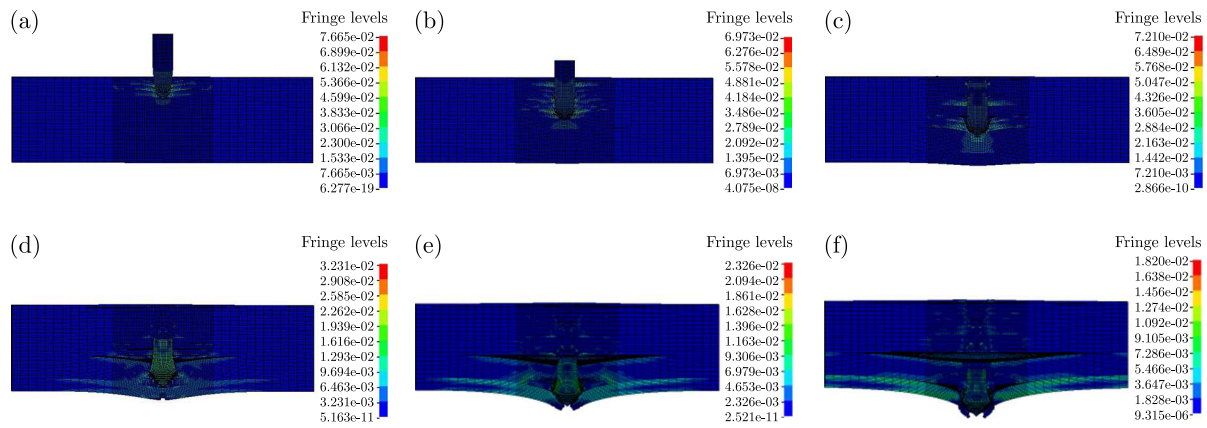 (a)
Fringe levels
7.665e-02
6.899e-02
6.132e-02
5.366e-02
4.599e-02
3.833e-02
3.066e-02
2.300e-02
1.533e-02
7.665e-03
6.277e-19
(b)
Fringe levels
6.973e-02
6.276e-02
5.578e-02
4.881e-02
4.184e-02
3.486e-02
2.789e-02
2.092e-02
1.395e-02
6.973e-03
4.075e-08
(c)
Fringe levels
7.210e-02
6.489e-02
5.768e-02
5.047e-02
4.326e-02
3.605e-02
2.884e-02
2.163e-02
1.442e-02
7.210e-03
2.866e-10
(d)
Fringe levels
3.231e-02
2.908e-02
2.585e-02
2.262e-02
1.939e-02
1.616e-02
1.293e-02
9.694e-03
6.463e-03
3.231e-03
5.163e-11
(e)
Fringe levels
2.326e-02
2.094e-02
1.861e-02
1.628e-02
1.396e-02
1.163e-02
9.306e-03
6.979e-03
4.653e-03
2.326e-03
2.521e-11
(f)
Fringe levels
1.820e-02
1.638e-02
1.456e-02
1.274e-02
1.092e-02
9.105e-03
7.286e-03
5.466e-03
3.647e-03
1.828e-03
9.315e-06